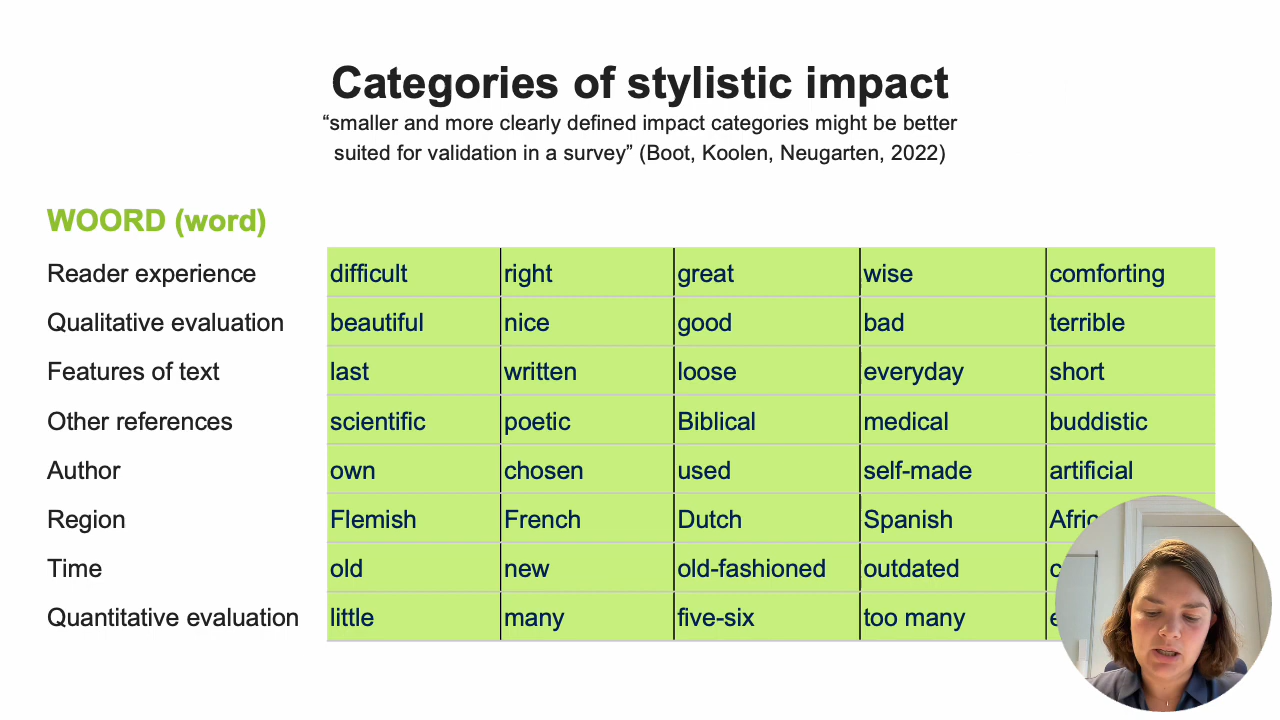 Categories of stylistic impact
“smaller and more clearly defined impact categories might be better
suited for validation in a survey” (Boot, Koolen, Neugarten, 2022)
WOORD (word)
Reader experience difficult right great wise comforting
Qualitative evaluation beautiful nice good bad terrible
Features of text last written loose everyday short
Other references scientific poetic Biblical medical buddistic
Author own chosen used self-made artificial
Region Flemish French Dutch Spanish
Time old new old-fashioned outdated
Quantitative evaluation little many five-six too many